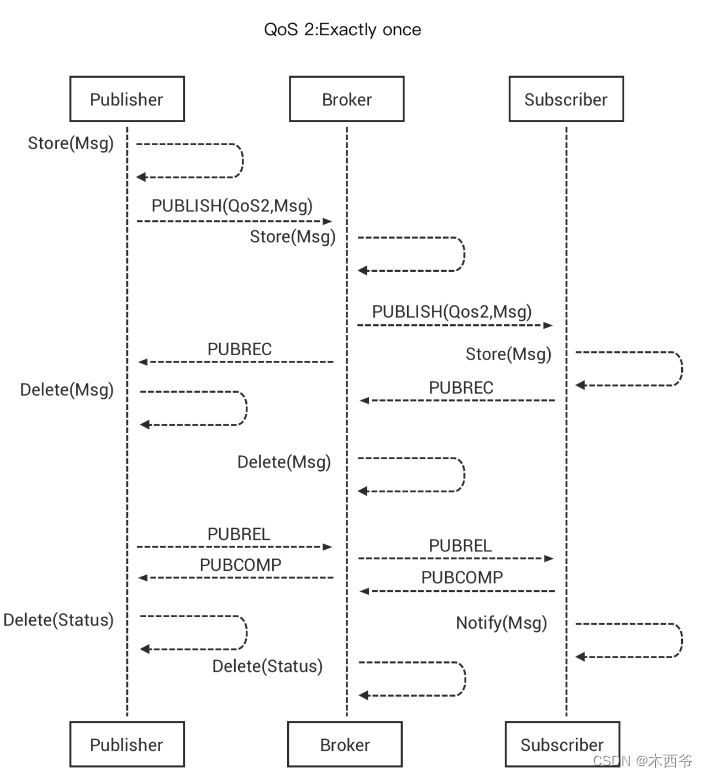 QoS 2:Exactly once
Publisher
Broker
Subscriber
Store(Msg)
PUBLISH(QoS2,Msg)
Store(Msg)
PUBLISH(Qos2,Msg)
PUBREC
Store(Msg)
Delete(Msg)
PUBREC
Delete(Msg)
PUBREL
PUBREL
PUBCOMP
PUBCOMP
Delete(Status)
Notify(Msg)
Delete(Status)
Publisher
Broker
Subscriber
CSDN @木西爷